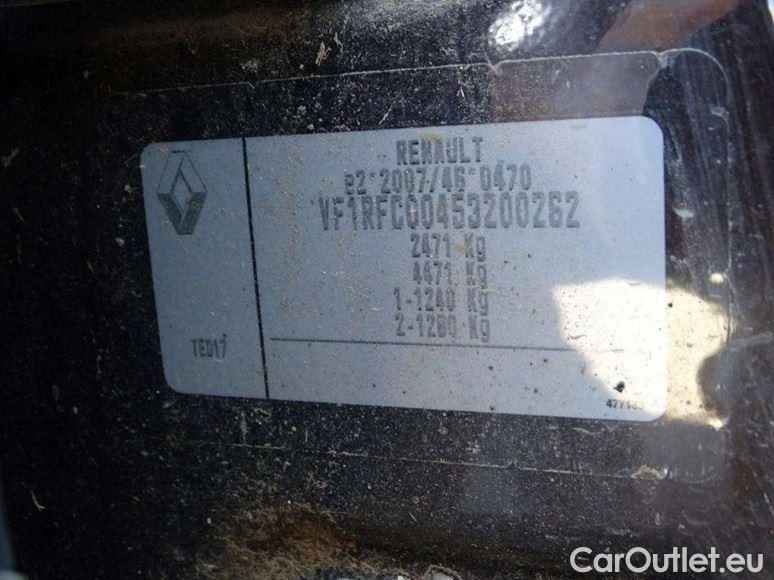 RENAULT
e2*2007/46*0470
VF1RFC00453200262
2471 Kg
4471 Kg
1-1240 Kg
2-1280 Kg
TED17
CarOutlet.eu